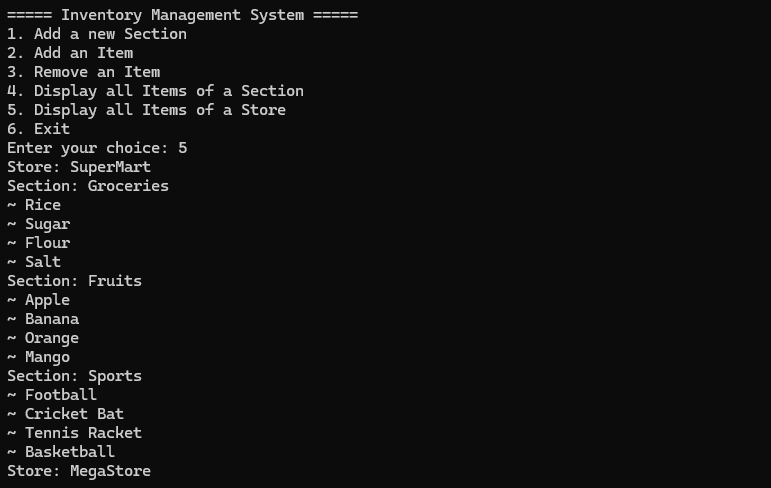 ===== Inventory Management System =====
1. Add a new Section
2. Add an Item
3. Remove an Item
4. Display all Items of a Section
5. Display all Items of a Store
6. Exit
Enter your choice: 5
Store: SuperMart
Section: Groceries
~ Rice
~ Sugar
~ Flour
~ Salt
Section: Fruits
~ Apple
~ Banana
~ Orange
~ Mango
Section: Sports
~ Football
~ Cricket Bat
~ Tennis Racket
~ Basketball
Store: MegaStore